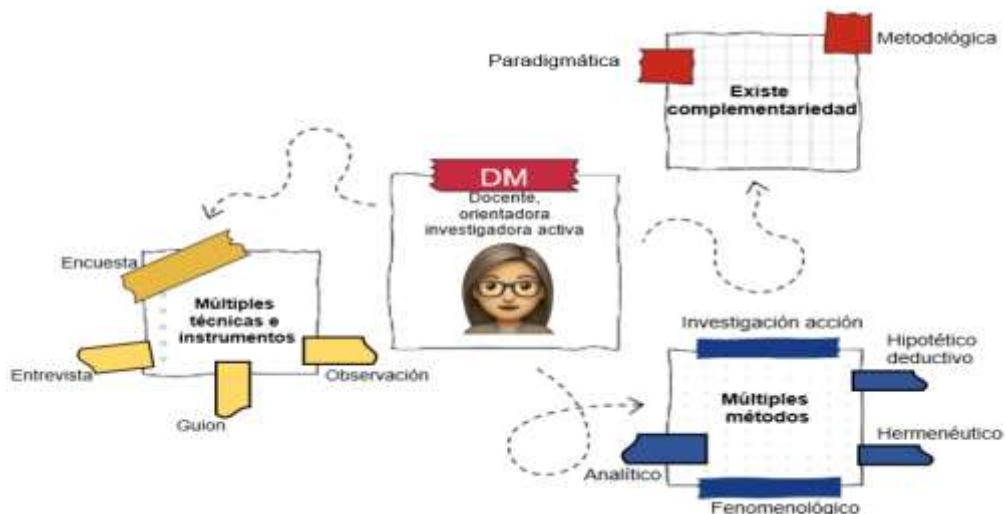 Metodológica
Paradigmática
Existe
complementariedad
DM
Docente,
orientadora
investigadora activa
Encuesta
Múltiples
técnicas e
instrumentos
Entrevista
Observación
Guion
Investigación acción
Hipotético
deductivo
Múltiples
métodos
Hermenéutico
Analítico
Fenomenológico